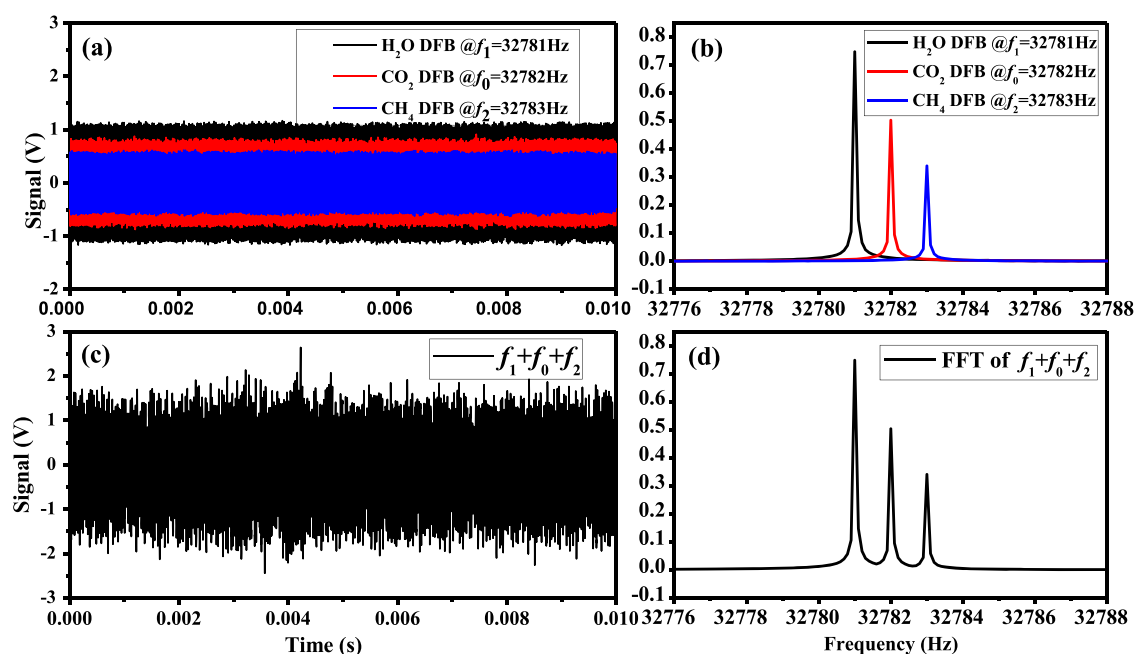 (a)
H₂O DFB @f₁=32781Hz
CO₂ DFB @f₀=32782Hz
CH₄ DFB @f₂=32783Hz
3
2
1
0
-1
-2
Signal (V)
0.000 0.002 0.004 0.006 0.008 0.010
(b)
H₂O DFB @f₁=32781Hz
CO₂ DFB @f₀=32782Hz
CH₄ DFB @f₂=32783Hz
0.8
0.7
0.6
0.5
0.4
0.3
0.2
0.1
0.0
-0.1
32776 32778 32780 32782 32784 32786 32788
(c)
f₁+f₀+f₂
3
2
1
0
-1
-2
-3
Signal (V)
0.000 0.002 0.004 0.006 0.008 0.010
Time (s)
(d)
FFT of f₁+f₀+f₂
0.8
0.7
0.6
0.5
0.4
0.3
0.2
0.1
0.0
-0.1
32776 32778 32780 32782 32784 32786 32788
Frequency (Hz)